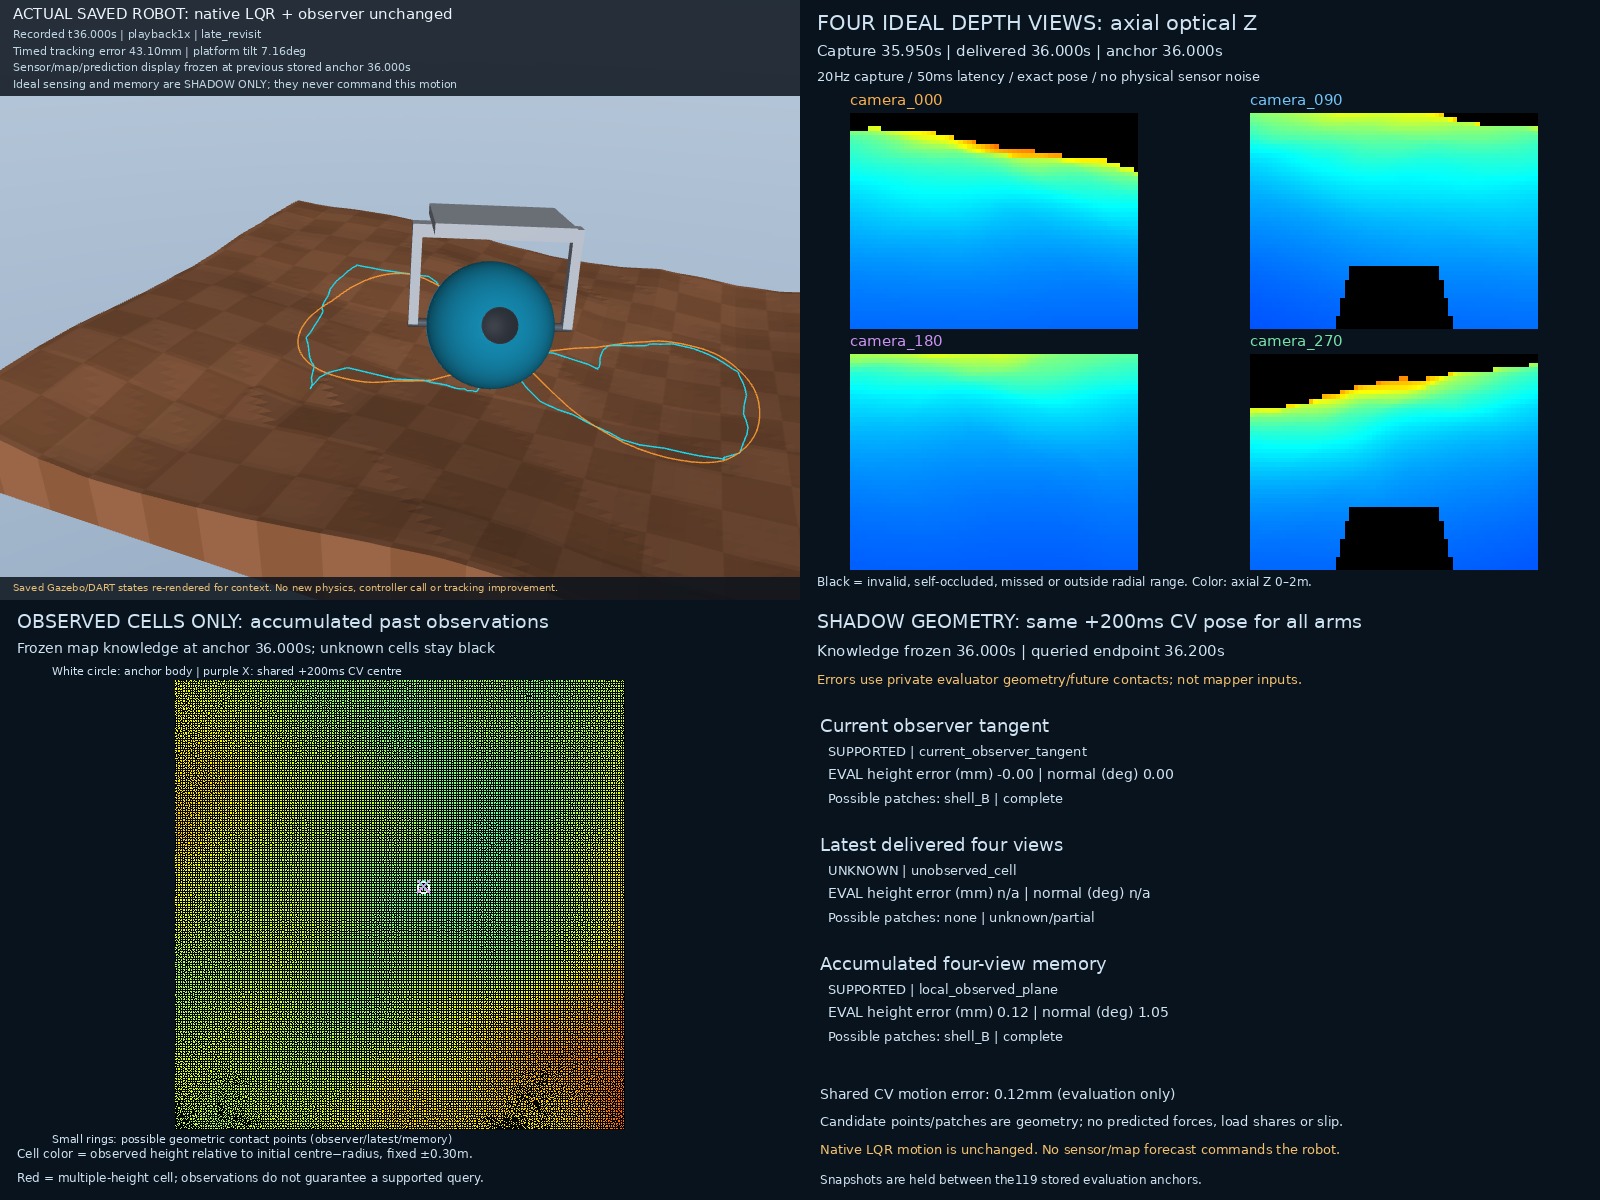 ACTUAL SAVED ROBOT: native LQR + observer unchanged
Recorded t36.000s | playback1x | late_revisit
Timed tracking error 43.10mm | platform tilt 7.16deg
Sensor/map/prediction display frozen at previous stored anchor 36.000s
Ideal sensing and memory are SHADOW ONLY; they never command this motion
Saved Gazebo/DART states re-rendered for context. No new physics, controller call or tracking improvement.
FOUR IDEAL DEPTH VIEWS: axial optical Z
Capture 35.950s | delivered 36.000s | anchor 36.000s
20Hz capture / 50ms latency / exact pose / no physical sensor noise
camera_000
camera_090
camera_180
camera_270
Black = invalid, self-occluded, missed or outside radial range. Color: axial Z 0–2m.
OBSERVED CELLS ONLY: accumulated past observations
Frozen map knowledge at anchor 36.000s; unknown cells stay black
White circle: anchor body | purple X: shared +200ms CV centre
Small rings: possible geometric contact points (observer/latest/memory)
Cell color = observed height relative to initial centre−radius, fixed ±0.30m.
Red = multiple-height cell; observations do not guarantee a supported query.
SHADOW GEOMETRY: same +200ms CV pose for all arms
Knowledge frozen 36.000s | queried endpoint 36.200s
Errors use private evaluator geometry/future contacts; not mapper inputs.
Current observer tangent
SUPPORTED | current_observer_tangent
EVAL height error (mm) -0.00 | normal (deg) 0.00
Possible patches: shell_B | complete
Latest delivered four views
UNKNOWN | unobserved_cell
EVAL height error (mm) n/a | normal (deg) n/a
Possible patches: none | unknown/partial
Accumulated four-view memory
SUPPORTED | local_observed_plane
EVAL height error (mm) 0.12 | normal (deg) 1.05
Possible patches: shell_B | complete
Shared CV motion error: 0.12mm (evaluation only)
Candidate points/patches are geometry; no predicted forces, load shares or slip.
Native LQR motion is unchanged. No sensor/map forecast commands the robot.
Snapshots are held between the119 stored evaluation anchors.